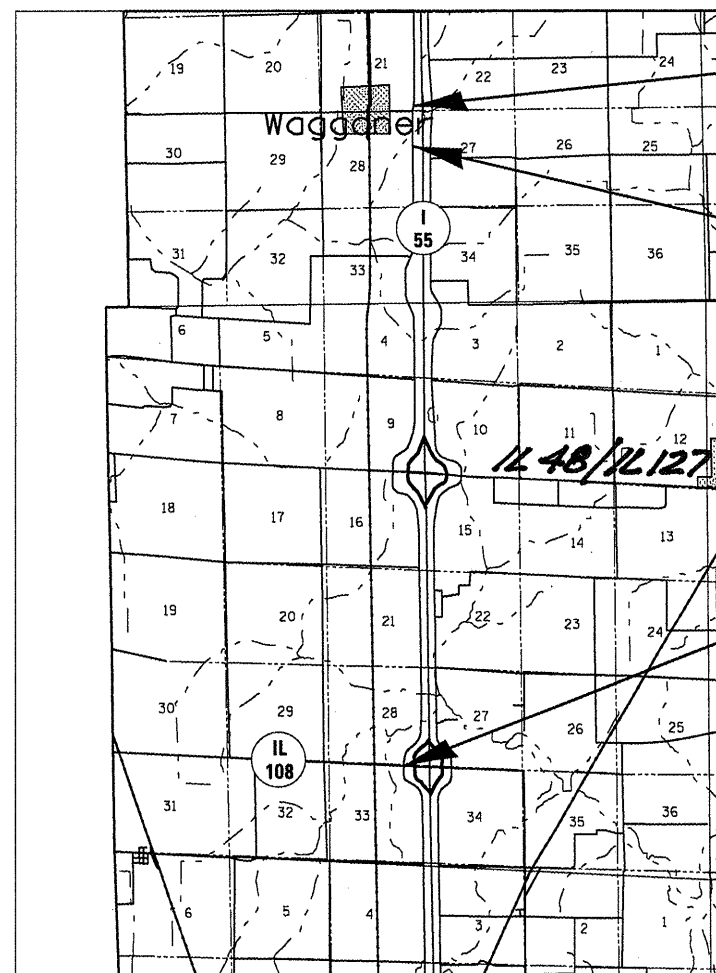 19 20 21 22 23 24
Waggoner
30 29 28 27 26 25
I
55
31 32 33 34 35 36
6 5 4 3 2 1
7 8 9 10 11 12
IL 48/IL 127
18 17 16 15 14 13
19 20 21 22 23 24
30 29 28 27 26 25
IL
108
31 32 33 34 35 36
6 5 4 3 2 1